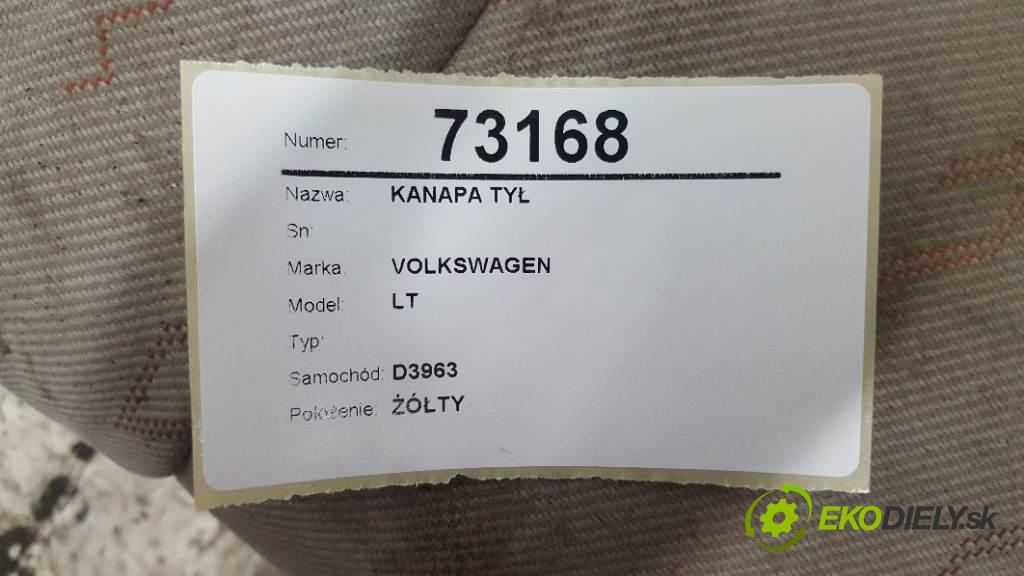 Numer: 73168
Nazwa: KANAPA TYŁ
Sn:
Marka: VOLKSWAGEN
Model: LT
Typ:
Samochód: D3963
Położenie: ŻÓŁTY
EKODIELY.sk